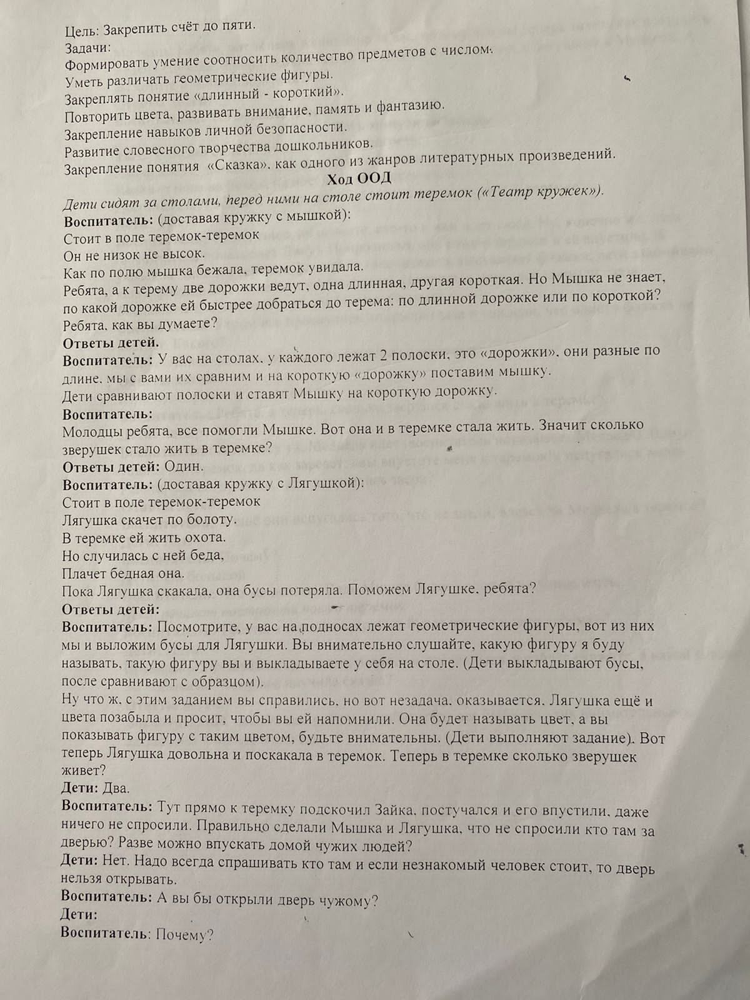 Цель: Закрепить счёт до пяти.
Задачи:
Формировать умение соотносить количество предметов с числом.
Уметь различать геометрические фигуры.
Закреплять понятие «длинный - короткий».
Повторить цвета, развивать внимание, память и фантазию.
Закрепление навыков личной безопасности.
Развитие словесного творчества дошкольников.
Закрепление понятия «Сказка», как одного из жанров литературных произведений.
Ход ООД
Дети сидят за столами, перед ними на столе стоит теремок («Театр кружек»).
Воспитатель: (доставая кружку с мышкой):
Стоит в поле теремок-теремок
Он не низок не высок.
Как по полю мышка бежала, теремок увидала.
Ребята, а к терему две дорожки ведут, одна длинная, другая короткая. Но Мышка не знает,
по какой дорожке ей быстрее добраться до терема: по длинной дорожке или по короткой?
Ребята, как вы думаете?
Ответы детей.
Воспитатель: У вас на столах, у каждого лежат 2 полоски, это «дорожки», они разные по
длине, мы с вами их сравним и на короткую «дорожку» поставим мышку.
Дети сравнивают полоски и ставят Мышку на короткую дорожку.
Воспитатель:
Молодцы ребята, все помогли Мышке. Вот она и в теремке стала жить. Значит сколько
зверушек стало жить в теремке?
Ответы детей: Один.
Воспитатель: (доставая кружку с Лягушкой):
Стоит в поле теремок-теремок
Лягушка скачет по болоту.
В теремке ей жить охота.
Но случилась с ней беда,
Плачет бедная она.
Пока Лягушка скакала, она бусы потеряла. Поможем Лягушке, ребята?
Ответы детей:
Воспитатель: Посмотрите, у вас на подносах лежат геометрические фигуры, вот из них
мы и выложим бусы для Лягушки. Вы внимательно слушайте, какую фигуру я буду
называть, такую фигуру вы и выкладываете у себя на столе. (Дети выкладывают бусы,
после сравнивают с образцом).
Ну что ж, с этим заданием вы справились, но вот незадача, оказывается, Лягушка ещё и
цвета позабыла и просит, чтобы вы ей напомнили. Она будет называть цвет, а вы
показывать фигуру с таким цветом, будьте внимательны. (Дети выполняют задание). Вот
теперь Лягушка довольна и поскакала в теремок. Теперь в теремке сколько зверушек
живет?
Дети: Два.
Воспитатель: Тут прямо к теремку подскочил Зайка, постучался и его впустили, даже
ничего не спросили. Правильно сделали Мышка и Лягушка, что не спросили кто там за
дверью? Разве можно впускать домой чужих людей?
Дети: Нет. Надо всегда спрашивать кто там и если незнакомый человек стоит, то дверь
нельзя открывать.
Воспитатель: А вы бы открыли дверь чужому?
Дети:
Воспитатель: Почему?